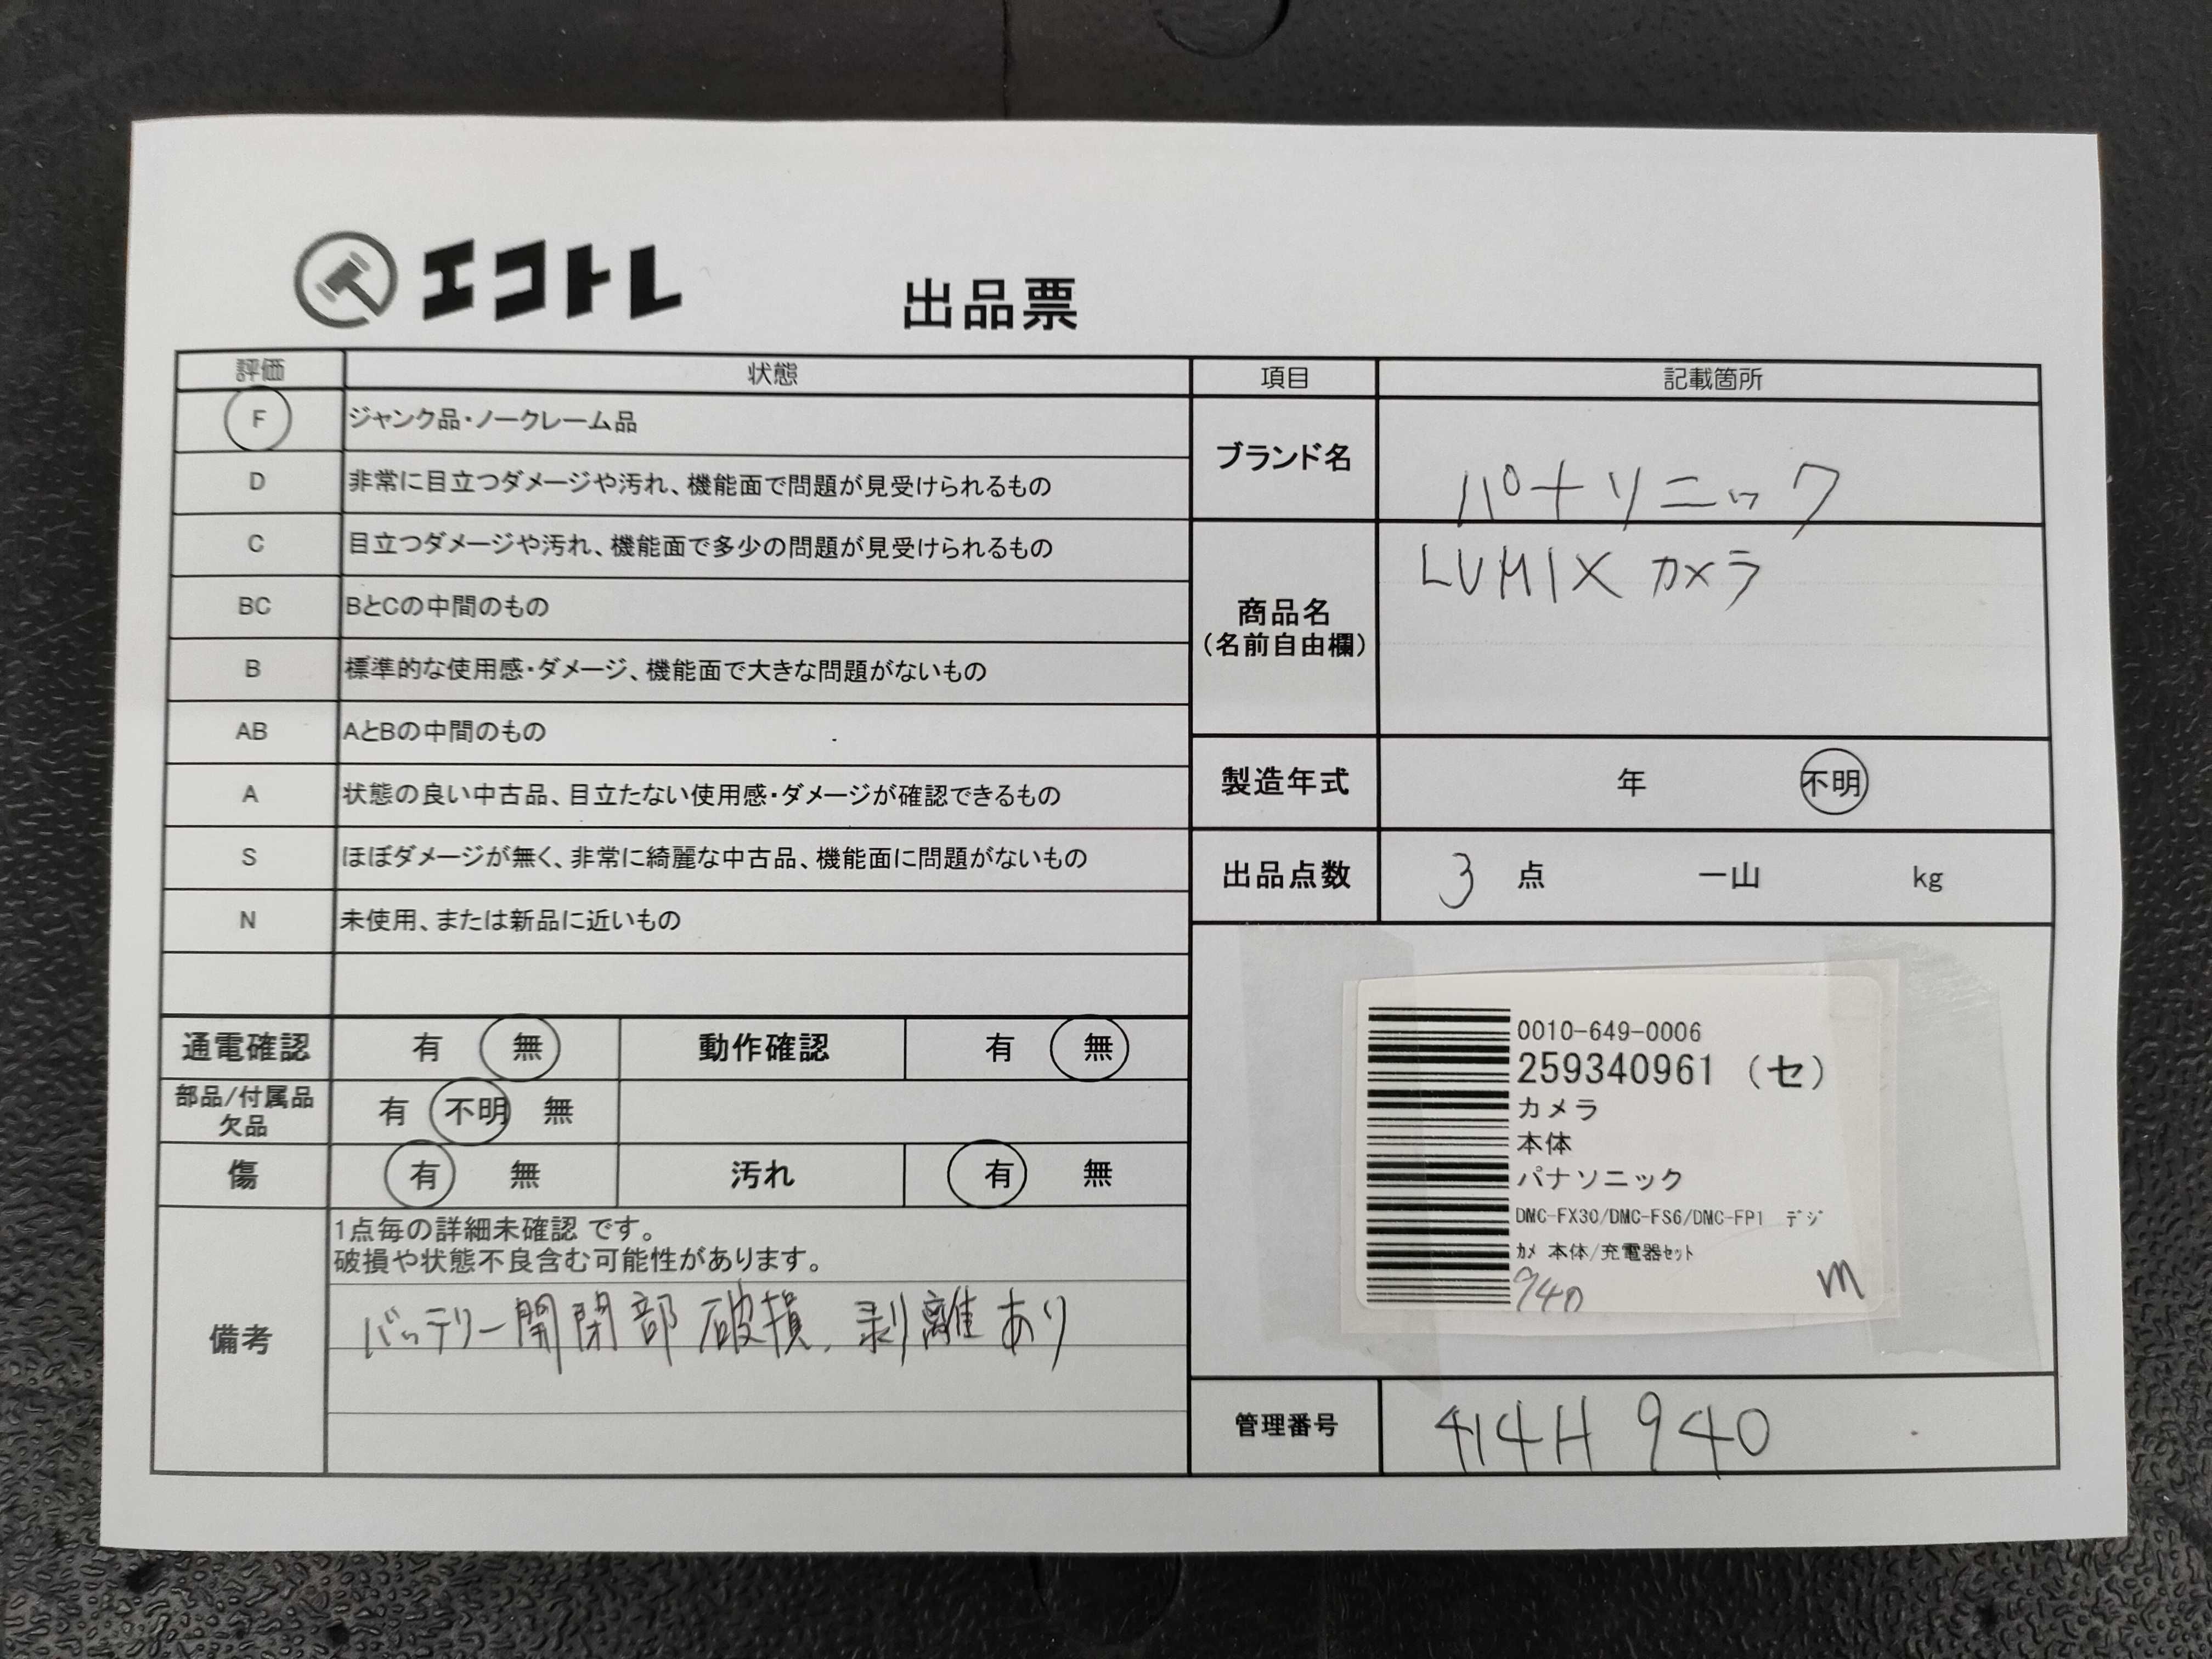 エコトレ
出品票
評価 状態
F ジャンク品・ノークレーム品
D 非常に目立つダメージや汚れ、機能面で問題が見受けられるもの
C 目立つダメージや汚れ、機能面で多少の問題が見受けられるもの
BC BとCの中間のもの
B 標準的な使用感・ダメージ、機能面で大きな問題がないもの
AB AとBの中間のもの
A 状態の良い中古品、目立たない使用感・ダメージが確認できるもの
S ほぼダメージが無く、非常に綺麗な中古品、機能面に問題がないもの
N 未使用、または新品に近いもの
通電確認 有 無 動作確認 有 無
部品/付属品
欠品
有 不明 無
傷 有 無 汚れ 有 無
備考
1点毎の詳細未確認 です。
破損や状態不良含む可能性があります。
バッテリー開閉部破損、剥離あり
項目 記載箇所
ブランド名 パナソニック
商品名
(名前自由欄)
LUMIX カメラ
製造年式 年 不明
出品点数 3 点 一山 kg
0010-649-0006
259340961 (セ)
カメラ
本体
パナソニック
DMC-FX30/DMC-FS6/DMC-FP1 ﾃﾞｼﾞ
ｶﾒ 本体/充電器ｾｯﾄ
940 m
管理番号 414H 940